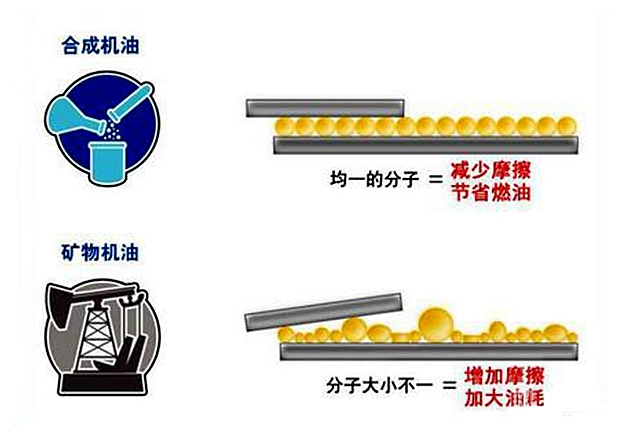 合成机油
均一的分子 = 减少摩擦
节省燃油
矿物机油
分子大小不一 = 增加摩擦
加大油耗